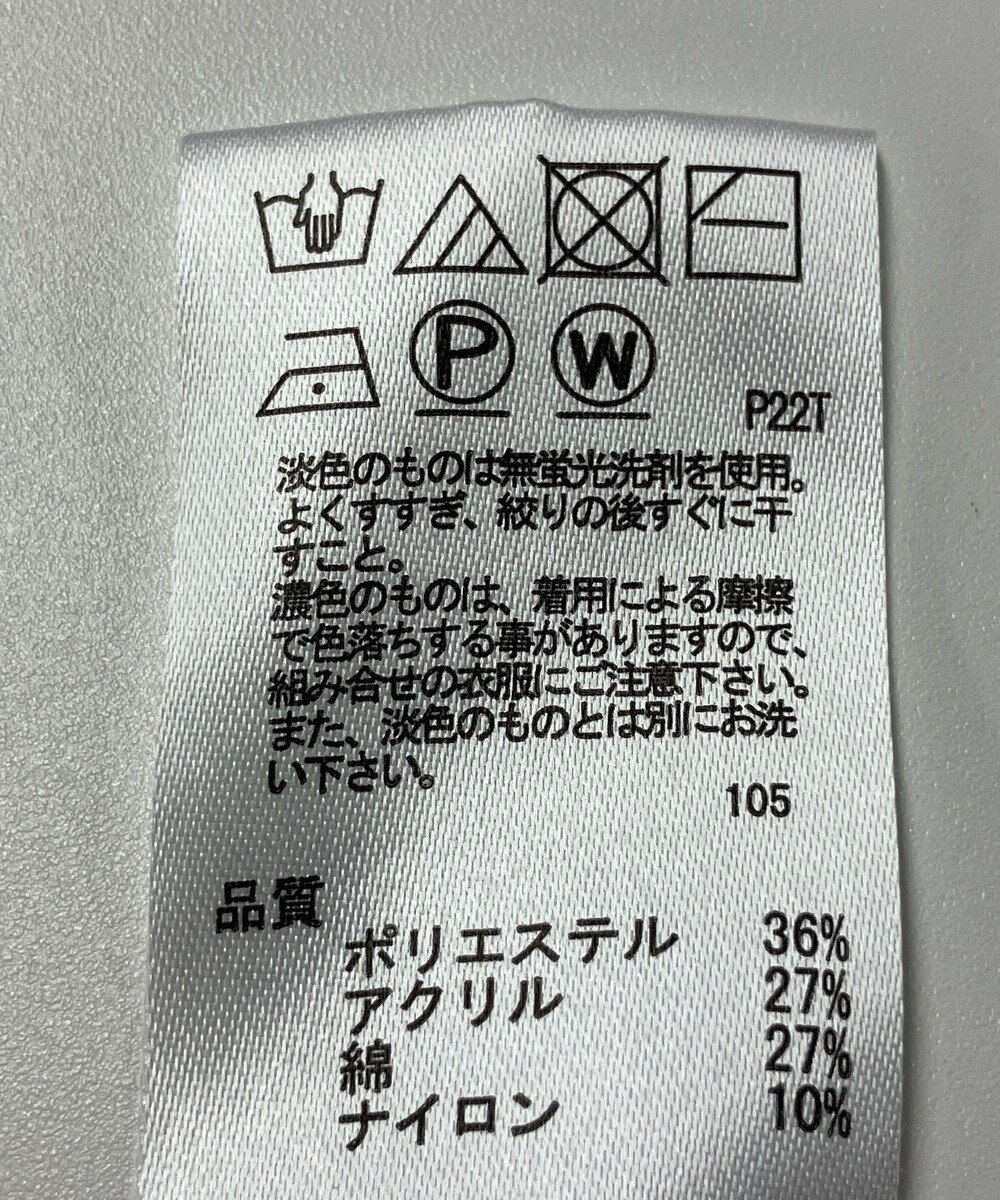 P W
P22T
淡色のものは無蛍光洗剤を使用。
よくすすぎ、絞りの後すぐに干
すこと。
濃色のものは、着用による摩擦
で色落ちする事がありますので、
組み合せの衣服にご注意下さい。
また、淡色のものとは別にお洗
い下さい。
105
品質
ポリエステル 36%
アクリル 27%
綿 27%
ナイロン 10%